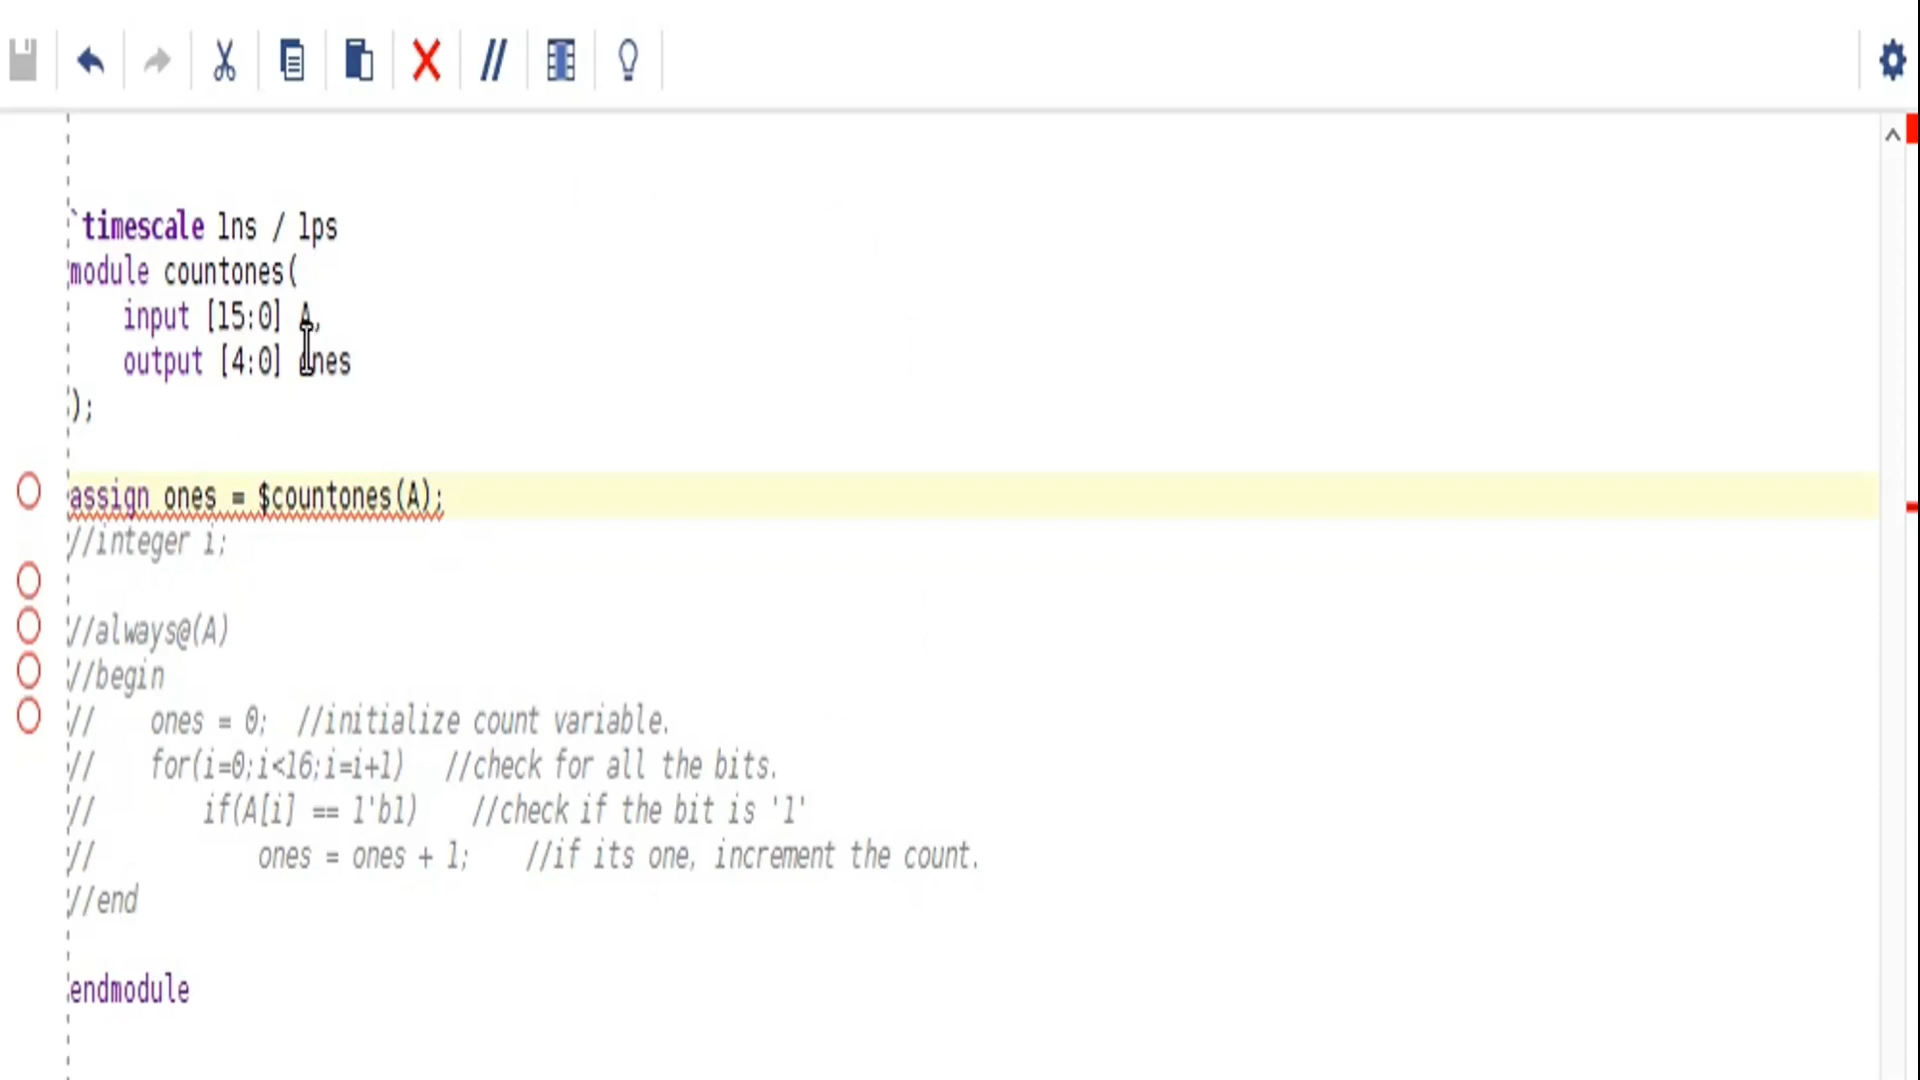 `timescale 1ns / 1ps
module countones(
    input [15:0] A,
    output [4:0] ones
);
assign ones = $countones(A);
//integer i;
//always@(A)
//begin
//    ones = 0;  //initialize count variable.
//    for(i=0;i<16;i=i+1)   //check for all the bits.
//        if(A[i] == 1'b1)    //check if the bit is '1'
//            ones = ones + 1;    //if its one, increment the count.
//end
endmodule